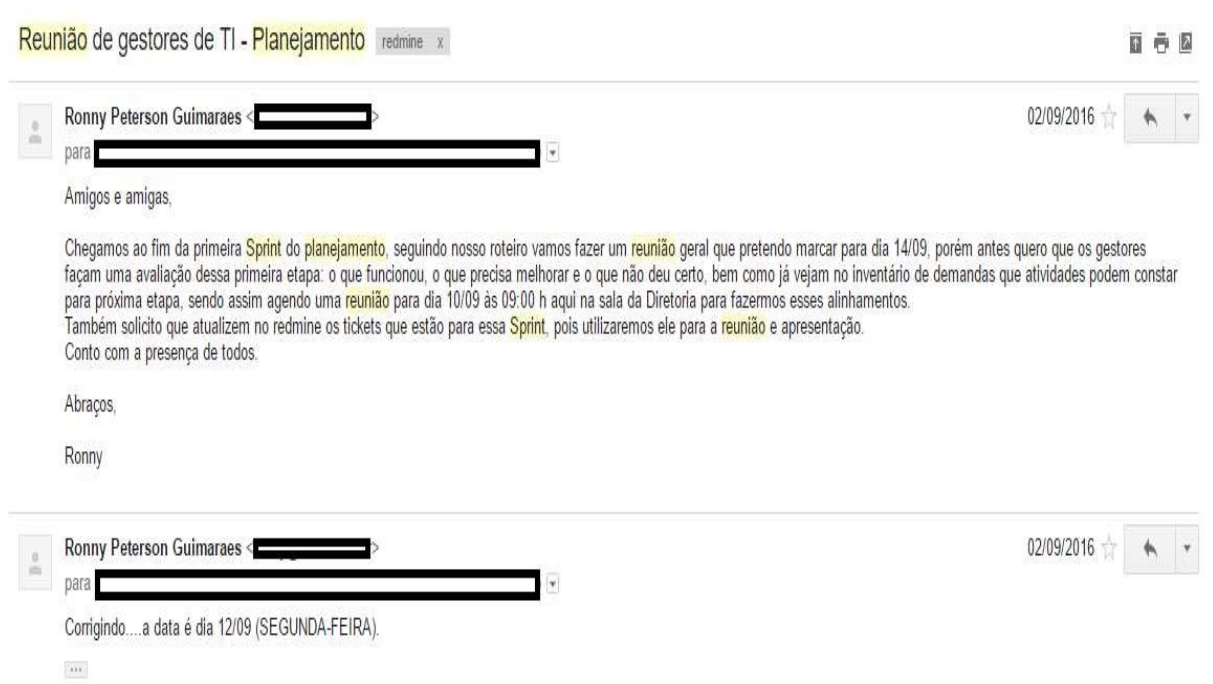 Reunião de gestores de TI - Planejamento redmine x
Ronny Peterson Guimaraes < > 02/09/2016
para
Amigos e amigas,
Chegamos ao fim da primeira Sprint do planejamento, seguindo nosso roteiro vamos fazer um reunião geral que pretendo marcar para dia 14/09, porém antes quero que os gestores
façam uma avaliação dessa primeira etapa: o que funcionou, o que precisa melhorar e o que não deu certo, bem como já vejam no inventário de demandas que atividades podem constar
para próxima etapa, sendo assim agendo uma reunião para dia 10/09 às 09:00 h aqui na sala da Diretoria para fazermos esses alinhamentos.
Também solicito que atualizem no redmine os tickets que estão para essa Sprint, pois utilizaremos ele para a reunião e apresentação.
Conto com a presença de todos.
Abraços,
Ronny
Ronny Peterson Guimaraes < > 02/09/2016
para
Corrigindo....a data é dia 12/09 (SEGUNDA-FEIRA).
...